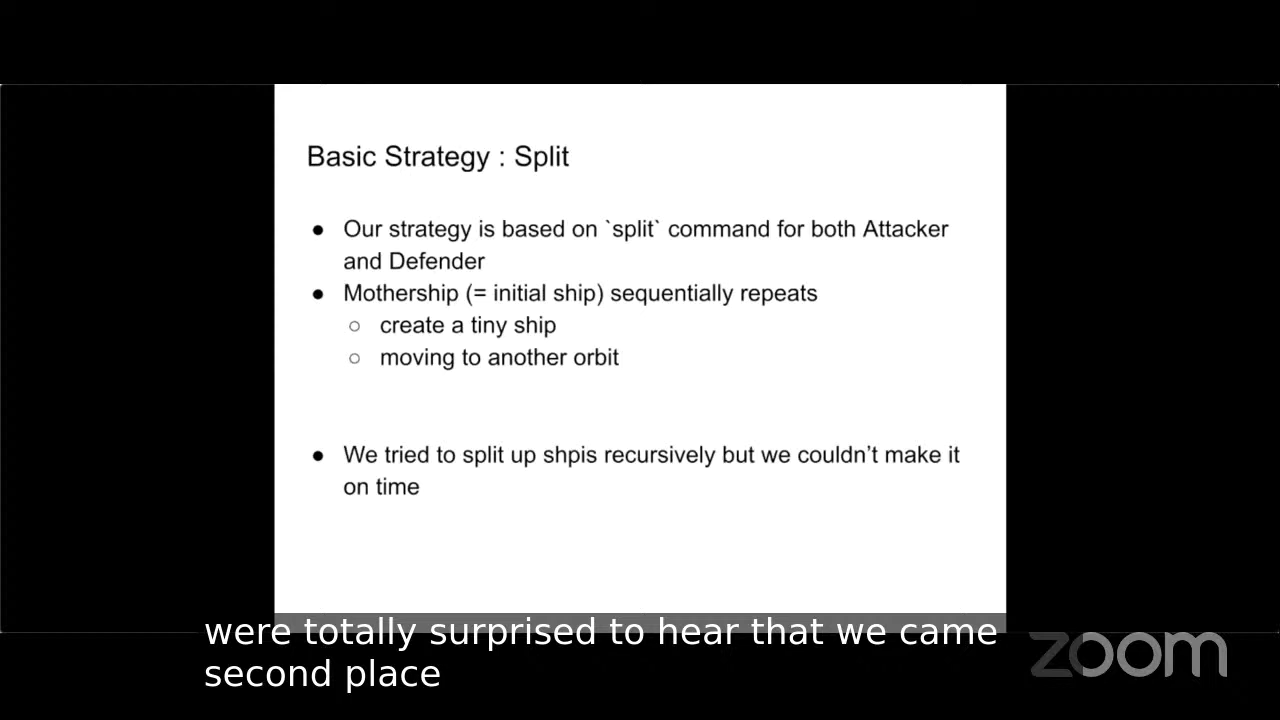 Basic Strategy : Split
● Our strategy is based on `split` command for both Attacker
and Defender
● Mothership (= initial ship) sequentially repeats
○ create a tiny ship
○ moving to another orbit
● We tried to split up shpis recursively but we couldn’t make it
on time
were totally surprised to hear that we came
second place
zoom